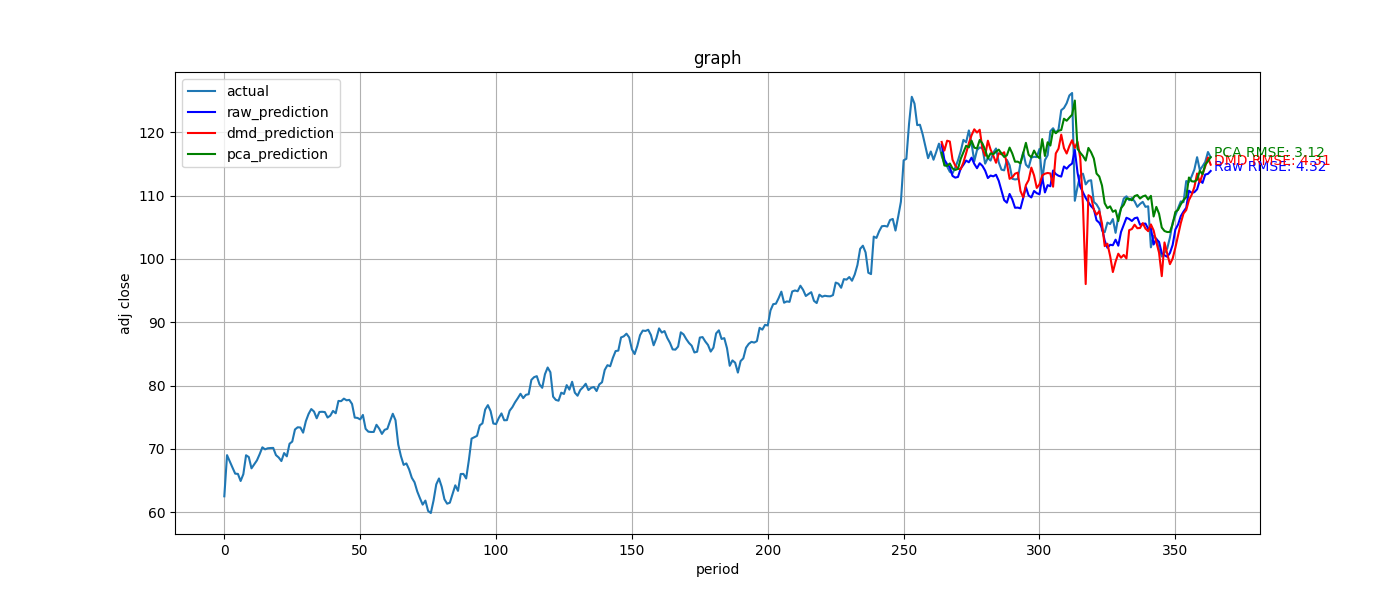 graph
actual
raw_prediction
dmd_prediction
pca_prediction
adj close
120
110
100
90
80
70
60
PCA RMSE: 3.12
DMD RMSE: 4.31
Raw RMSE: 4.32
0 50 100 150 200 250 300 350
period